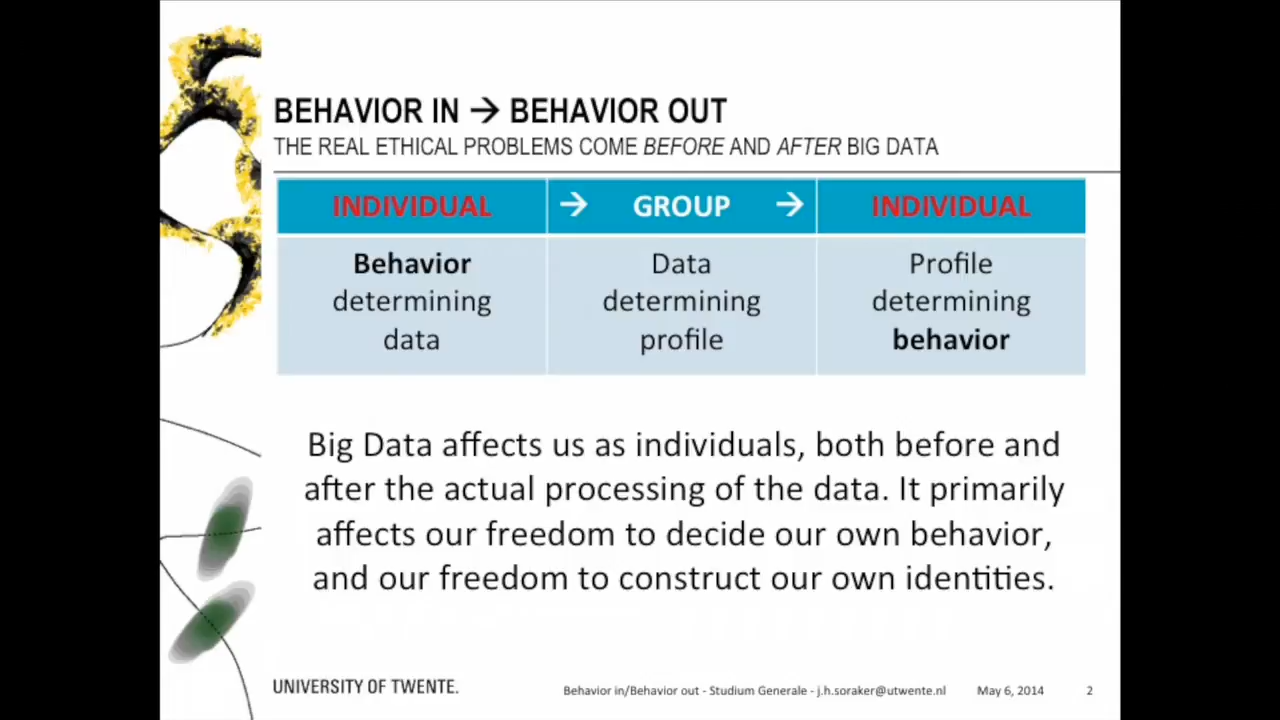 BEHAVIOR IN → BEHAVIOR OUT
THE REAL ETHICAL PROBLEMS COME BEFORE AND AFTER BIG DATA
INDIVIDUAL → GROUP → INDIVIDUAL
Behavior Data Profile
determining determining determining
data profile behavior
Big Data affects us as individuals, both before and
after the actual processing of the data. It primarily
affects our freedom to decide our own behavior,
and our freedom to construct our own identities.
UNIVERSITY OF TWENTE. Behavior in/Behavior out - Studium Generale - j.h.soraker@utwente.nl May 6, 2014 2